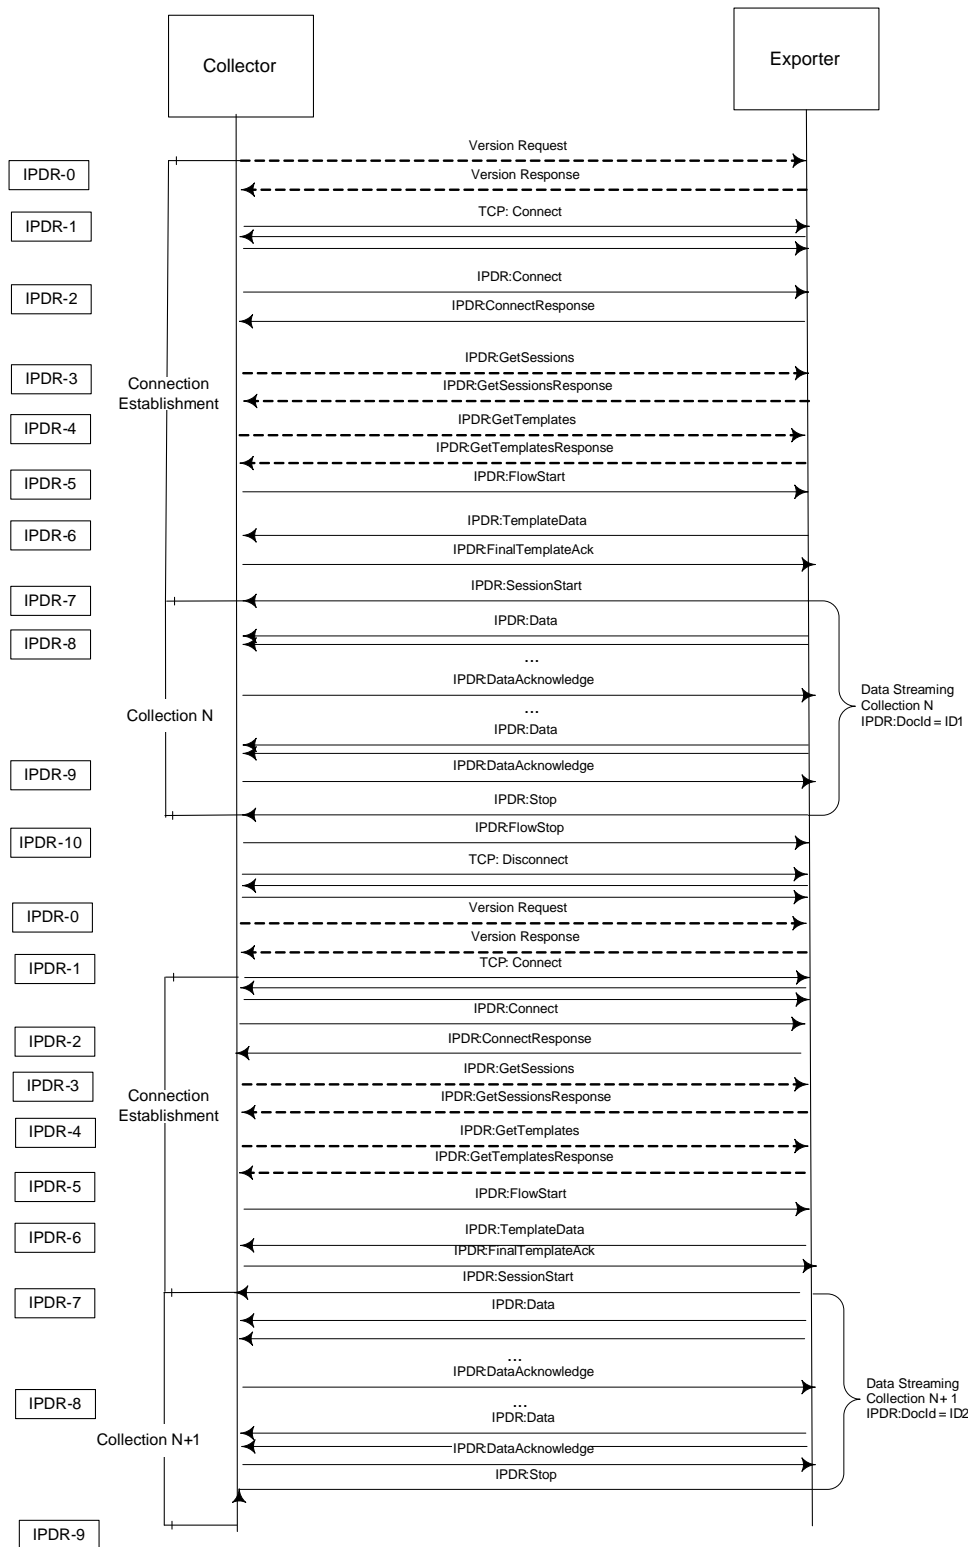 Collector
Exporter
Version Request
IPDR-0
Version Response
TCP: Connect
IPDR-1
IPDR:Connect
IPDR-2
IPDR:ConnectResponse
IPDR:GetSessions
IPDR-3
Connection
Establishment
IPDR:GetSessionsResponse
IPDR:GetTemplates
IPDR-4
IPDR:GetTemplatesResponse
IPDR-5
IPDR:FlowStart
IPDR:TemplateData
IPDR-6
IPDR:FinalTemplateAck
IPDR:SessionStart
IPDR-7
IPDR:Data
IPDR-8
...
IPDR:DataAcknowledge
Data Streaming
Collection N
IPDR:DocId = ID1
...
Collection N
IPDR:Data
IPDR:DataAcknowledge
IPDR-9
IPDR:Stop
IPDR:FlowStop
IPDR-10
TCP: Disconnect
Version Request
IPDR-0
Version Response
TCP: Connect
IPDR-1
IPDR:Connect
IPDR-2
IPDR:ConnectResponse
IPDR:GetSessions
IPDR-3
Connection
Establishment
IPDR:GetSessionsResponse
IPDR:GetTemplates
IPDR-4
IPDR:GetTemplatesResponse
IPDR-5
IPDR:FlowStart
IPDR:TemplateData
IPDR-6
IPDR:FinalTemplateAck
IPDR:SessionStart
IPDR-7
IPDR:Data
...
IPDR:DataAcknowledge
Data Streaming
Collection N+ 1
IPDR:DocId = ID2
IPDR-8
...
IPDR:Data
Collection N+1
IPDR:DataAcknowledge
IPDR:Stop
IPDR-9